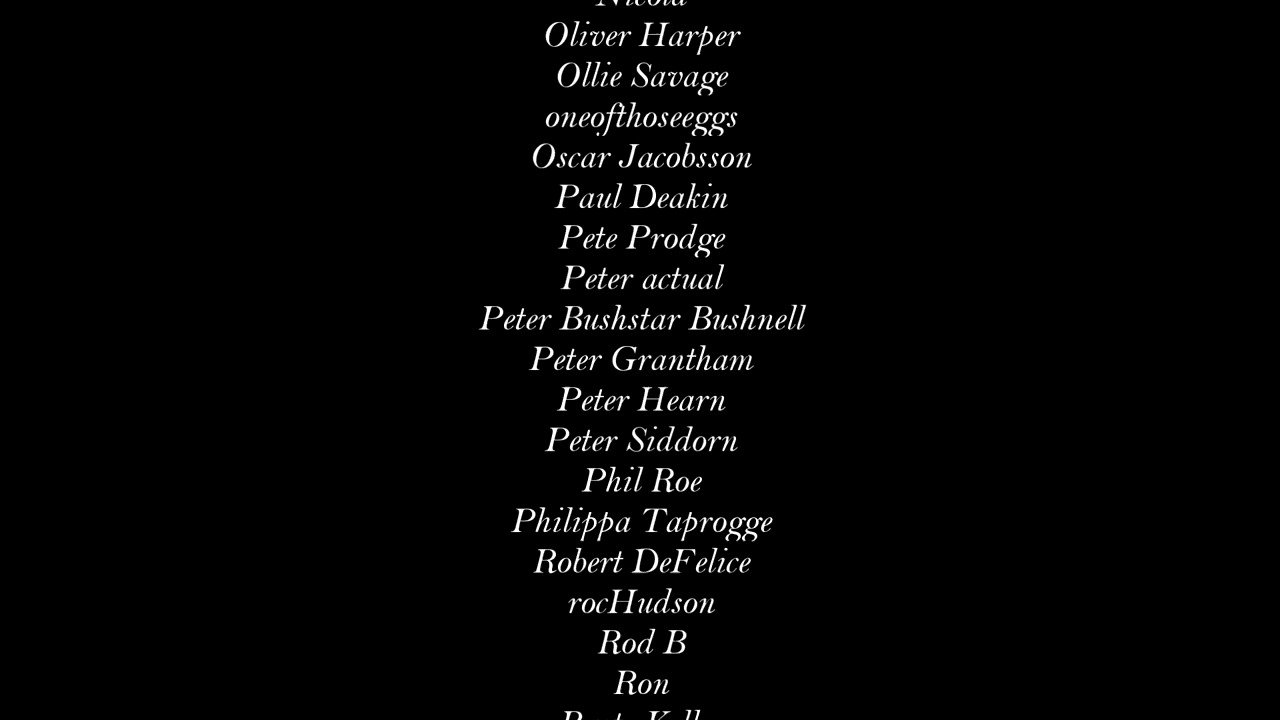 Nicola
Oliver Harper
Ollie Savage
oneofthoseeggs
Oscar Jacobsson
Paul Deakin
Pete Prodge
Peter actual
Peter Bushstar Bushnell
Peter Grantham
Peter Hearn
Peter Siddorn
Phil Roe
Philippa Taprogge
Robert DeFelice
rocHudson
Rod B
Ron